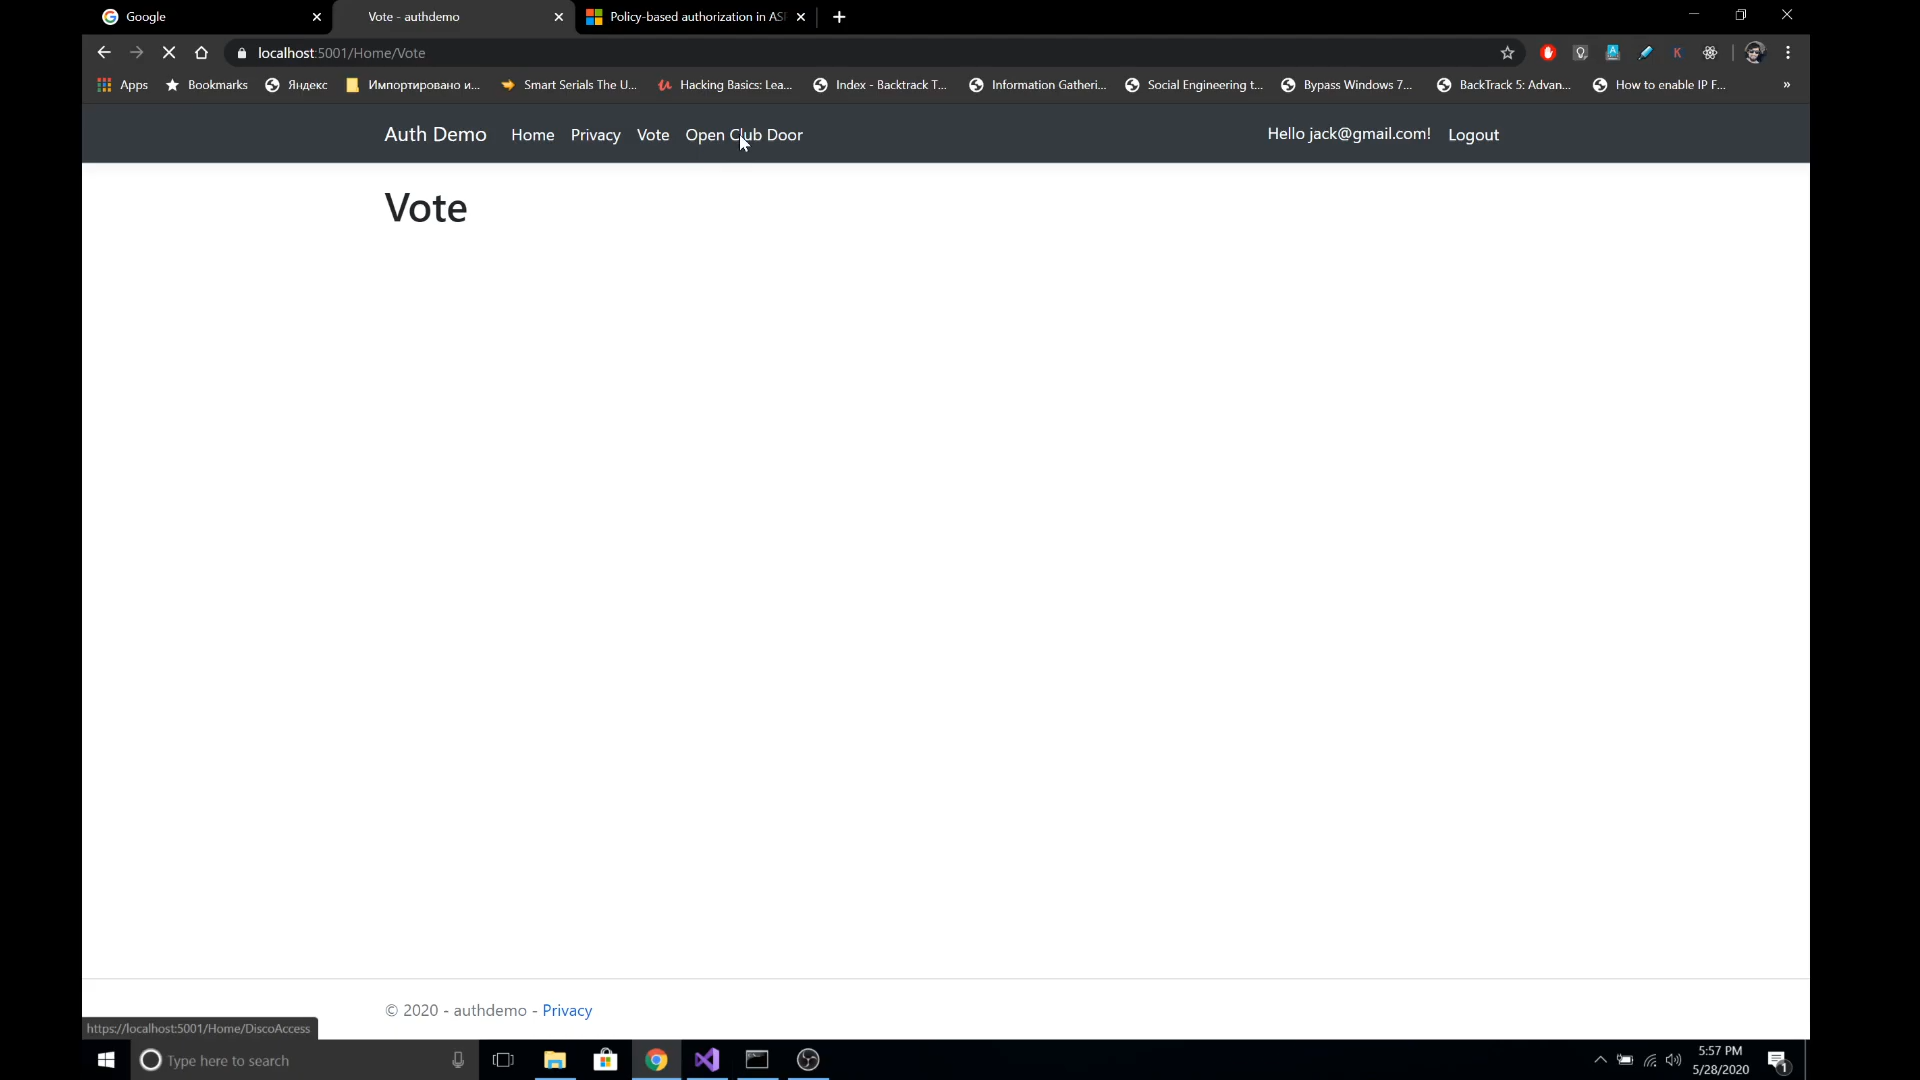 Google
Vote - authdemo
Policy-based authorization in AS
localhost:5001/Home/Vote
Apps
Bookmarks
Яндекс
Импортировано и...
Smart Serials The U...
Hacking Basics: Lea...
Index - Backtrack T...
Information Gatheri...
Social Engineering t...
Bypass Windows 7...
BackTrack 5: Advan...
How to enable IP F...
»
Auth Demo
Home
Privacy
Vote
Open Club Door
Hello jack@gmail.com!
Logout
Vote
© 2020 - authdemo - Privacy
https://localhost:5001/Home/DiscoAccess
Type here to search
5:57 PM
5/28/2020
1